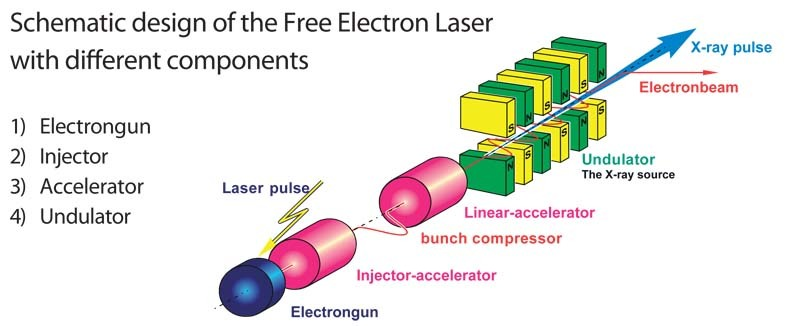 Schematic design of the Free Electron Laser
with different components
1) Electrongun
2) Injector
3) Accelerator
4) Undulator
X-ray pulse
Electronbeam
Undulator
The X-ray source
Laser pulse
Linear-accelerator
bunch compressor
Injector-accelerator
Electrongun
S
N
S
N
S
N
N
S
N
S
N
S